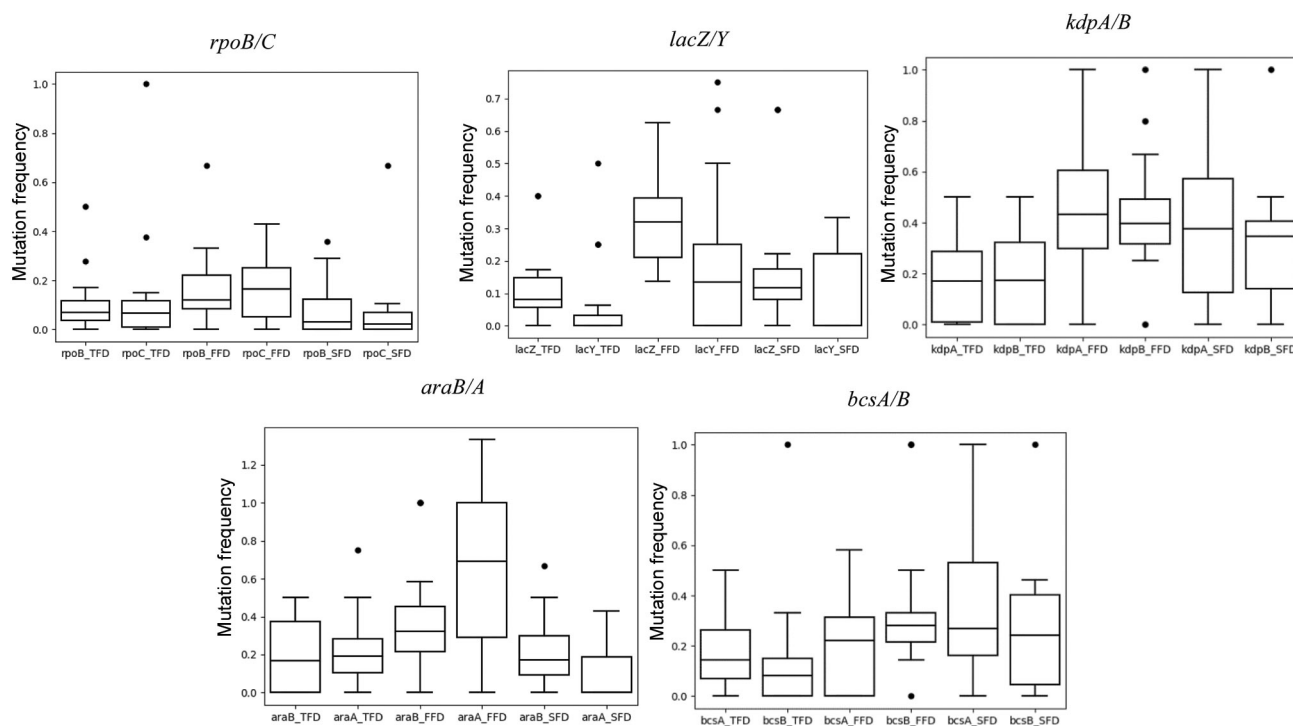 rpoB/C
Mutation frequency
1.0
0.8
0.6
0.4
0.2
0.0
rpoB_TFD rpoC_TFD rpoB_FFD rpoC_FFD rpoB_SFD rpoC_SFD
lacZ/Y
Mutation frequency
0.7
0.6
0.5
0.4
0.3
0.2
0.1
0.0
lacZ_TFD lacY_TFD lacZ_FFD lacY_FFD lacZ_SFD lacY_SFD
kdpA/B
Mutation frequency
1.0
0.8
0.6
0.4
0.2
0.0
kdpA_TFD kdpB_TFD kdpA_FFD kdpB_FFD kdpA_SFD kdpB_SFD
araB/A
Mutation frequency
1.2
1.0
0.8
0.6
0.4
0.2
0.0
araB_TFD araA_TFD araB_FFD araA_FFD araB_SFD araA_SFD
bcsA/B
Mutation frequency
1.0
0.8
0.6
0.4
0.2
0.0
bcsA_TFD bcsB_TFD bcsA_FFD bcsB_FFD bcsA_SFD bcsB_SFD